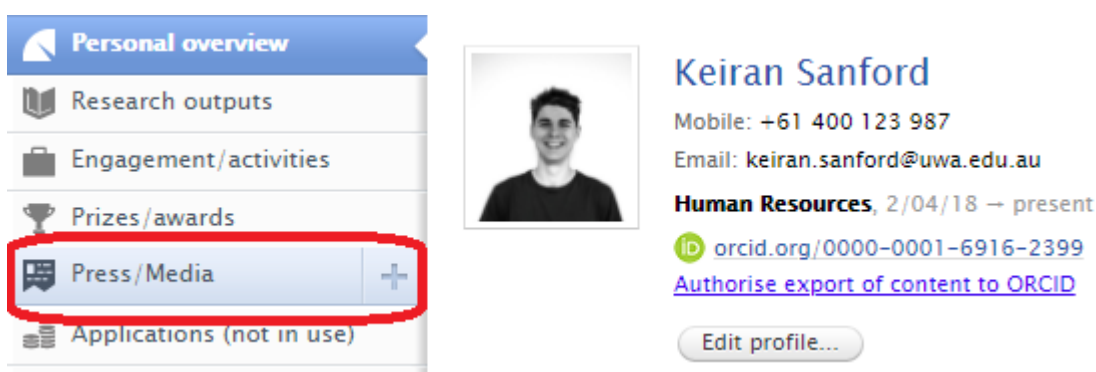 Personal overview
Research outputs
Engagement/activities
Prizes/awards
Press/Media
Applications (not in use)
Keiran Sanford
Mobile: +61 400 123 987
Email: keiran.sanford@uwa.edu.au
Human Resources, 2/04/18 → present
iD orcid.org/0000-0001-6916-2399
Authorise export of content to ORCID
Edit profile...